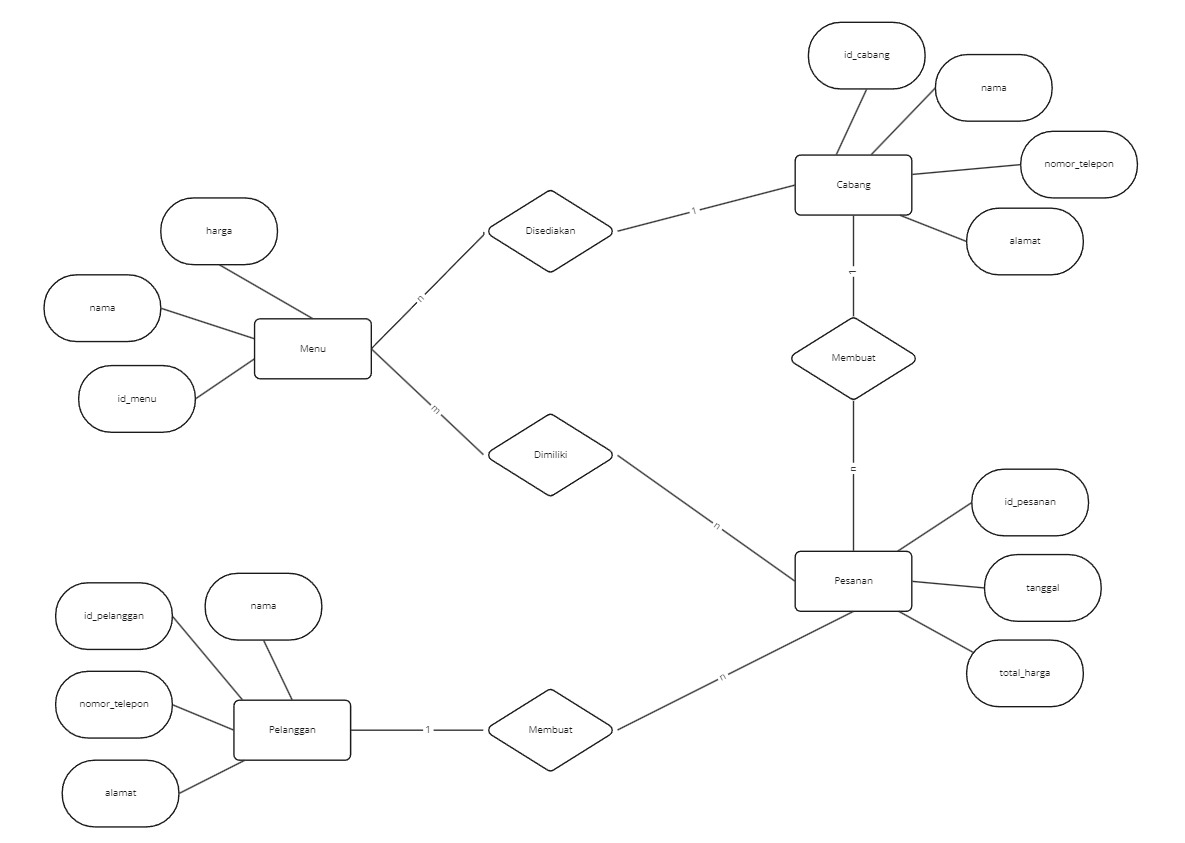 id_cabang
nama
nomor_telepon
Cabang
harga
Disediakan
1
alamat
n
1
nama
Menu
Membuat
id_menu
m
Dimiliki
n
id_pesanan
n
Pesanan
tanggal
id_pelanggan
nama
total_harga
n
nomor_telepon
Pelanggan
1
Membuat
alamat